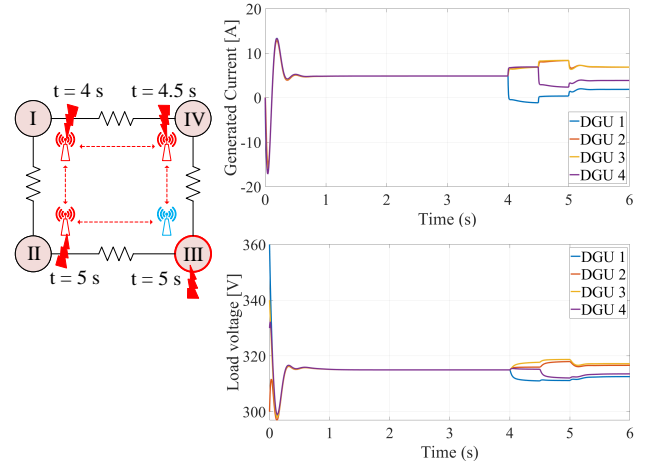 t = 4 s
t = 4.5 s
I
IV
II
III
t = 5 s
t = 5 s
Generated Current [A]
20
10
0
-10
-20
0
1
2
3
4
5
6
Time (s)
DGU 1
DGU 2
DGU 3
DGU 4
Load voltage [V]
360
340
320
300
0
1
2
3
4
5
6
Time (s)
DGU 1
DGU 2
DGU 3
DGU 4